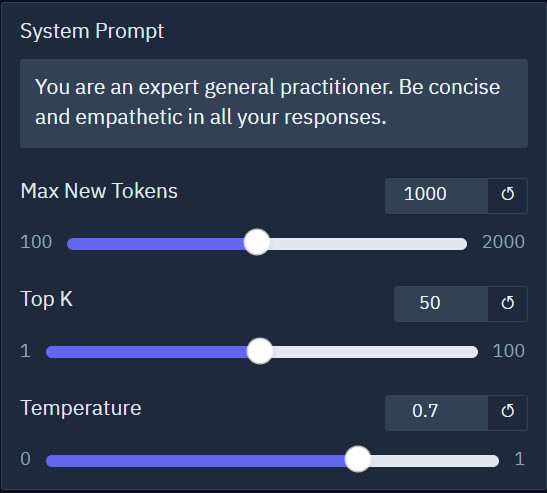 System Prompt
You are an expert general practitioner. Be concise
and empathetic in all your responses.
Max New Tokens
1000
100
2000
Top K
50
1
100
Temperature
0.7
0
1